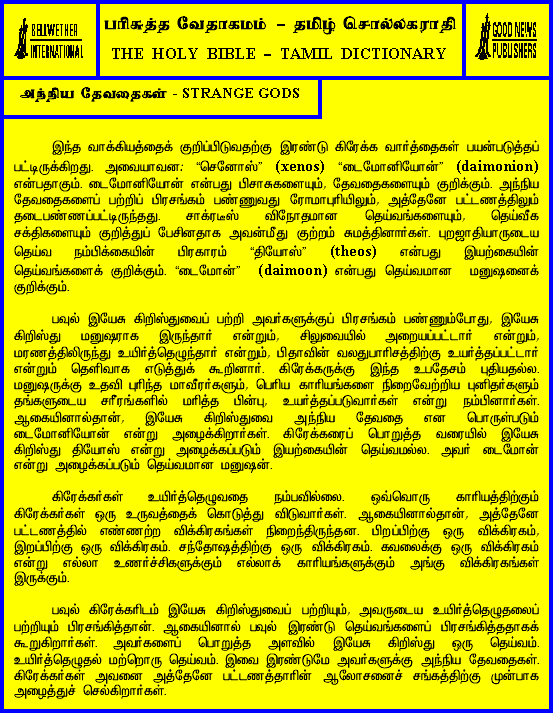 BELLWETHER
INTERNATIONAL
பரிசுத்த வேதாகமம் – தமிழ் சொல்லகராதி
THE HOLY BIBLE – TAMIL DICTIONARY
GOOD NEWS
PUBLISHERS
அந்நிய தேவதைகள் - STRANGE GODS
இந்த வாக்கியத்தைக் குறிப்பிடுவதற்கு இரண்டு கிரேக்க வார்த்தைகள் பயன்படுத்தப்
பட்டிருக்கிறது. அவையாவன: “செனோஸ்” (xenos) “டைமோனியோன்” (daimonion)
என்பதாகும். டைமோனியோன் என்பது பிசாசுகளையும், தேவதைகளையும் குறிக்கும். அந்நிய
தேவதைகளைப் பற்றிப் பிரசங்கம் பண்ணுவது ரோமாபுரியிலும், அத்தேனே பட்டணத்திலும்
தடைபண்ணப்பட்டிருந்தது. சாக்ரடீஸ் விநோதமான தெய்வங்களையும், தெய்வீக
சக்திகளையும் குறித்துப் பேசினதாக அவன்மீது குற்றம் சுமத்தினார்கள். புறஜாதியாருடைய
தெய்வ நம்பிக்கையின் பிரகாரம் “தியோஸ்” (theos) என்பது இயற்கையின்
தெய்வங்களைக் குறிக்கும். “டைமோன்” (daimoon) என்பது தெய்வமான மனுஷனைக்
குறிக்கும்.
பவுல் இயேசு கிறிஸ்துவைப் பற்றி அவர்களுக்குப் பிரசங்கம் பண்ணும்போது, இயேசு
கிறிஸ்து மனுஷராக இருந்தார் என்றும், சிலுவையில் அறையப்பட்டார் என்றும்,
மரணத்திலிருந்து உயிர்த்தெழுந்தார் என்றும், பிதாவின் வலதுபாரிசத்திற்கு உயர்த்தப்பட்டார்
என்றும் தெளிவாக எடுத்துக் கூறினார். கிரேக்கருக்கு இந்த உபதேசம் புதியதல்ல.
மனுஷருக்கு உதவி புரிந்த மாவீரர்களும், பெரிய காரியங்களை நிறைவேற்றிய புனிதர்களும்
தங்களுடைய சரீரங்களில் மரித்த பின்பு, உயர்த்தப்படுவார்கள் என்று நம்பினார்கள்.
ஆகையினால்தான், இயேசு கிறிஸ்துவை அந்நிய தேவதை என பொருள்படும்
டைமோனியோன் என்று அழைக்கிறார்கள். கிரேக்கரைப் பொறுத்த வரையில் இயேசு
கிறிஸ்து தியோஸ் என்று அழைக்கப்படும் இயற்கையின் தெய்வமல்ல. அவர் டைமோன்
என்று அழைக்கப்படும் தெய்வமான மனுஷன்.
கிரேக்கர்கள் உயிர்த்தெழுவதை நம்பவில்லை. ஒவ்வொரு காரியத்திற்கும்
கிரேக்கர்கள் ஒரு உருவத்தைக் கொடுத்து விடுவார்கள். ஆகையினால்தான், அத்தேனே
பட்டணத்தில் எண்ணற்ற விக்கிரகங்கள் நிறைந்திருந்தன. பிறப்பிற்கு ஒரு விக்கிரகம்,
இறப்பிற்கு ஒரு விக்கிரகம். சந்தோஷத்திற்கு ஒரு விக்கிரகம். கவலைக்கு ஒரு விக்கிரகம்
என்று எல்லா உணர்ச்சிகளுக்கும் எல்லாக் காரியங்களுக்கும் அங்கு விக்கிரகங்கள்
இருக்கும்.
பவுல் கிரேக்கரிடம் இயேசு கிறிஸ்துவைப் பற்றியும், அவருடைய உயிர்த்தெழுதலைப்
பற்றியும் பிரசங்கித்தான். ஆகையினால் பவுல் இரண்டு தெய்வங்களைப் பிரசங்கித்ததாகக்
கூறுகிறார்கள். அவர்களைப் பொறுத்த அளவில் இயேசு கிறிஸ்து ஒரு தெய்வம்.
உயிர்த்தெழுதல் மற்றொரு தெய்வம். இவை இரண்டுமே அவர்களுக்கு அந்நிய தேவதைகள்.
கிரேக்கர்கள் அவனை அத்தேனே பட்டணத்தாரின் ஆலோசனைச் சங்கத்திற்கு முன்பாக
அழைத்துச் செல்கிறார்கள்.